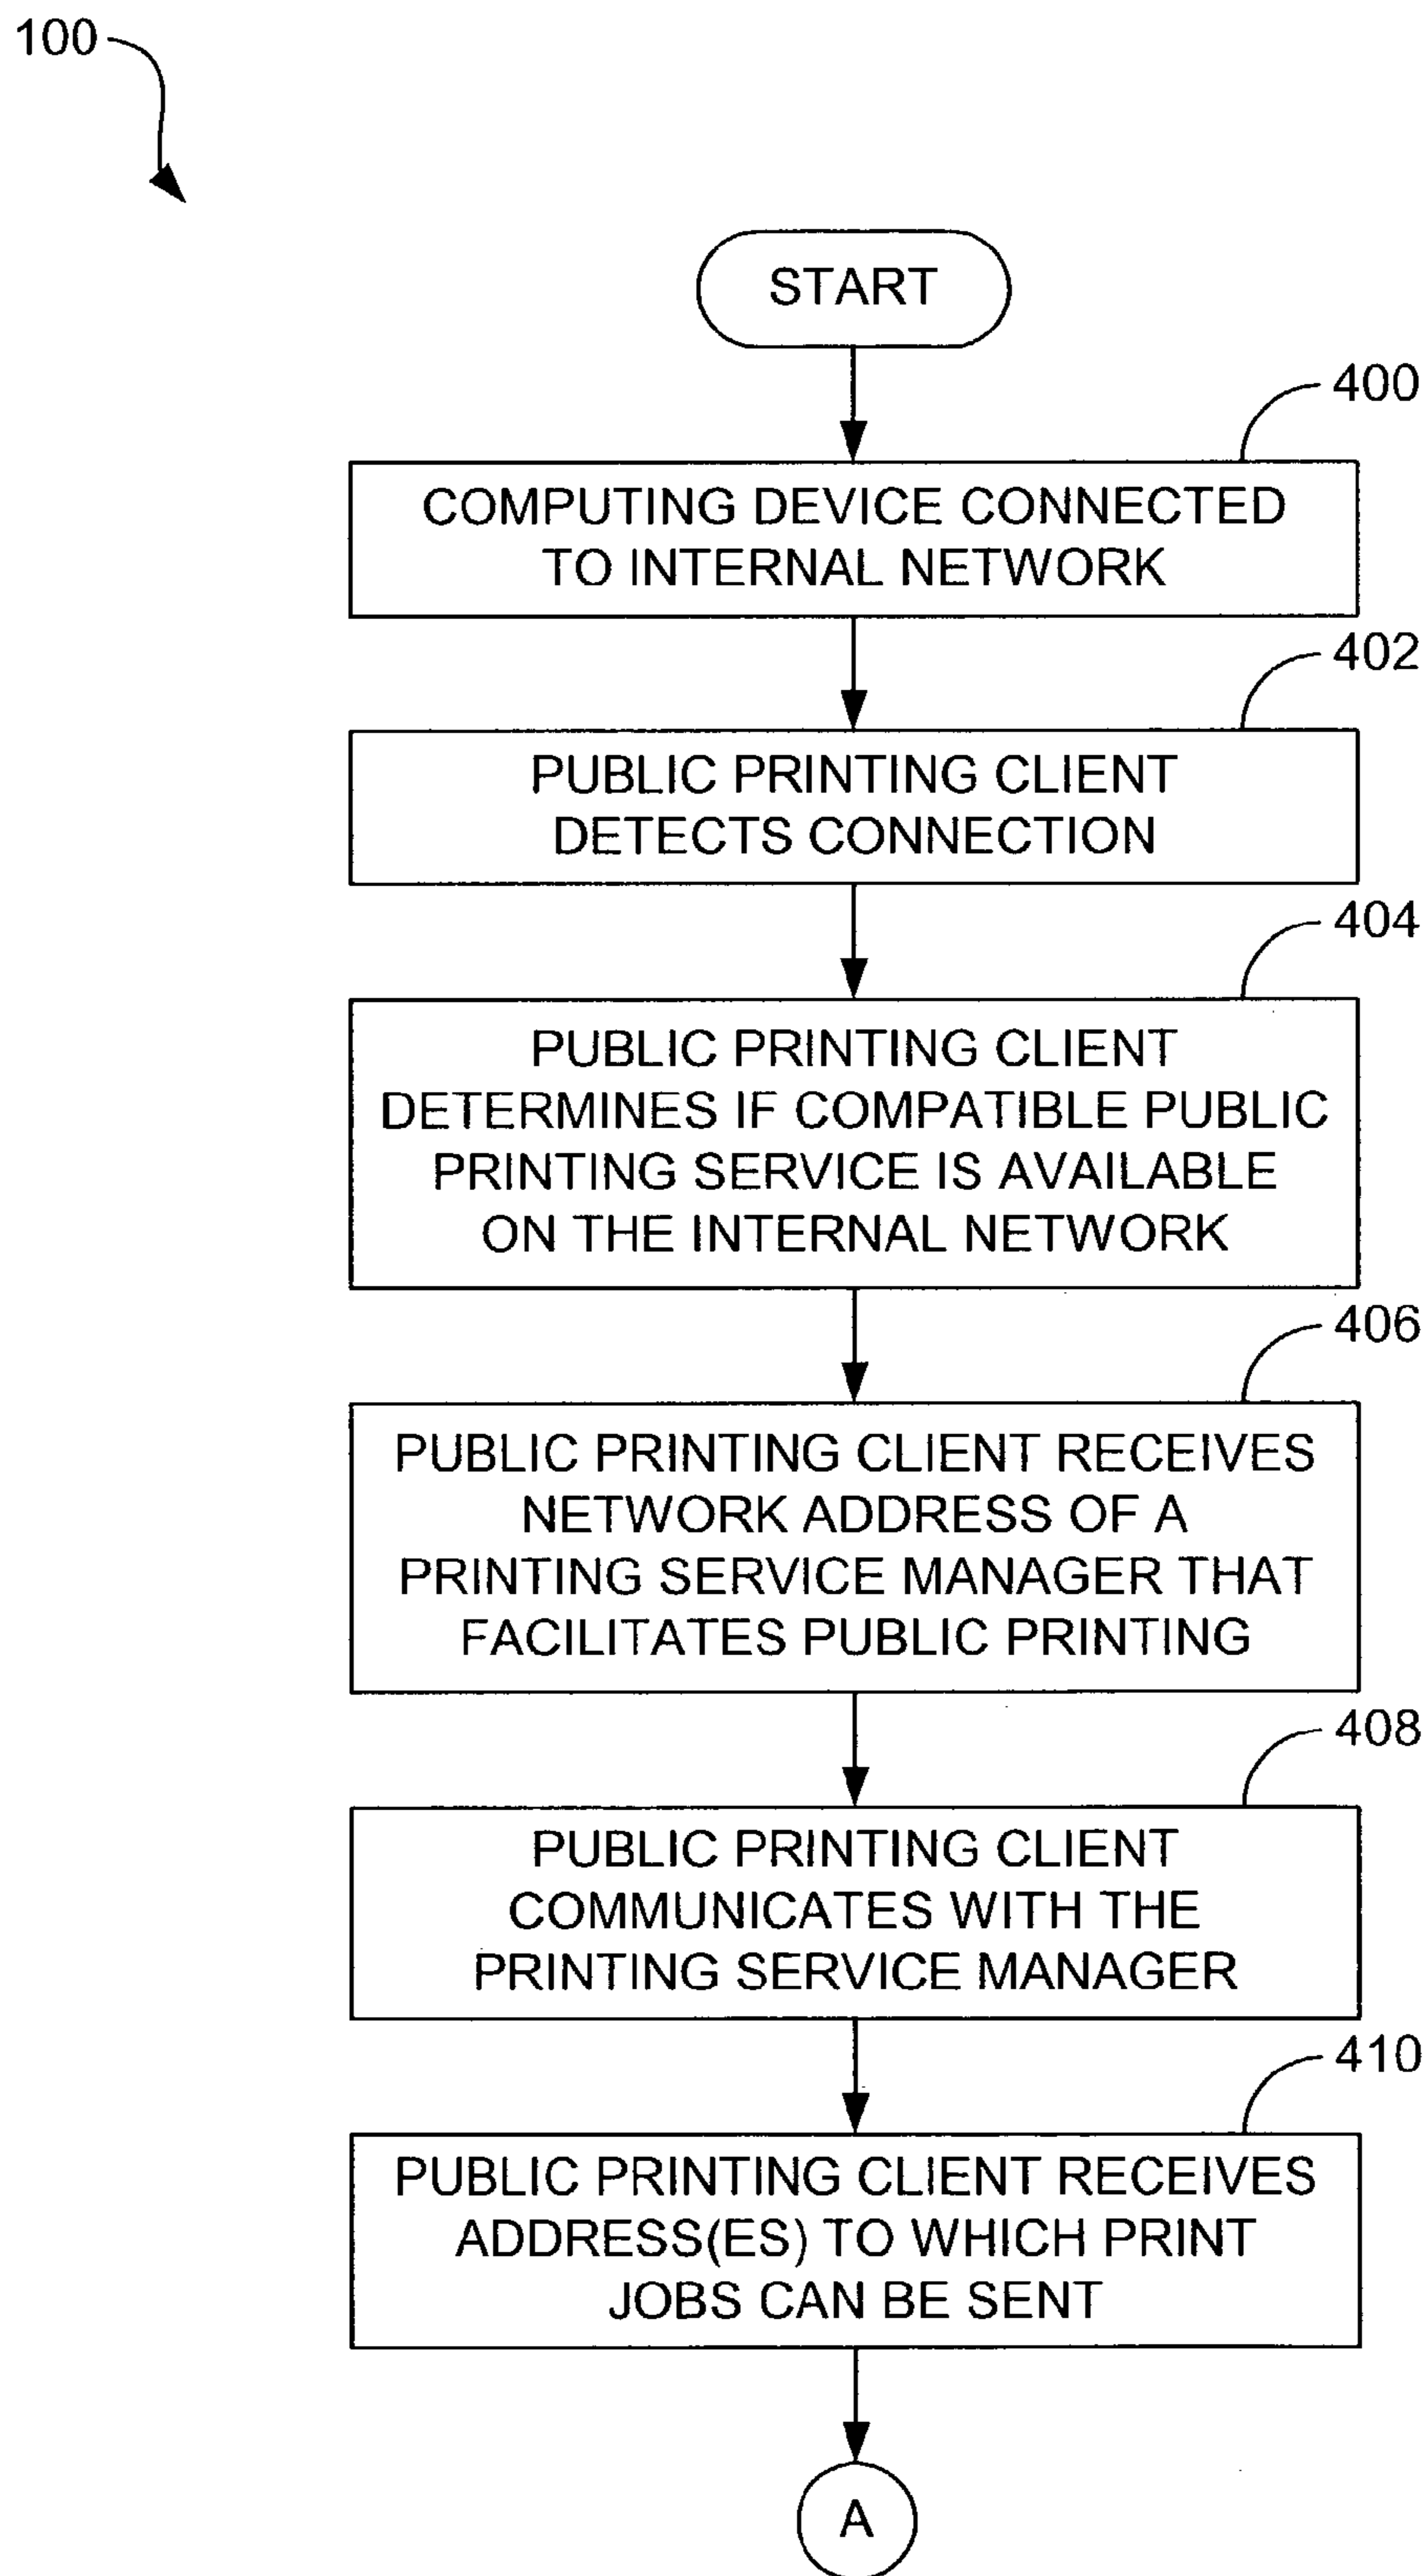 100
START
400
COMPUTING DEVICE CONNECTED
TO INTERNAL NETWORK
402
PUBLIC PRINTING CLIENT
DETECTS CONNECTION
404
PUBLIC PRINTING CLIENT
DETERMINES IF COMPATIBLE PUBLIC
PRINTING SERVICE IS AVAILABLE
ON THE INTERNAL NETWORK
406
PUBLIC PRINTING CLIENT RECEIVES
NETWORK ADDRESS OF A
PRINTING SERVICE MANAGER THAT
FACILITATES PUBLIC PRINTING
408
PUBLIC PRINTING CLIENT
COMMUNICATES WITH THE
PRINTING SERVICE MANAGER
410
PUBLIC PRINTING CLIENT RECEIVES
ADDRESS(ES) TO WHICH PRINT
JOBS CAN BE SENT
A